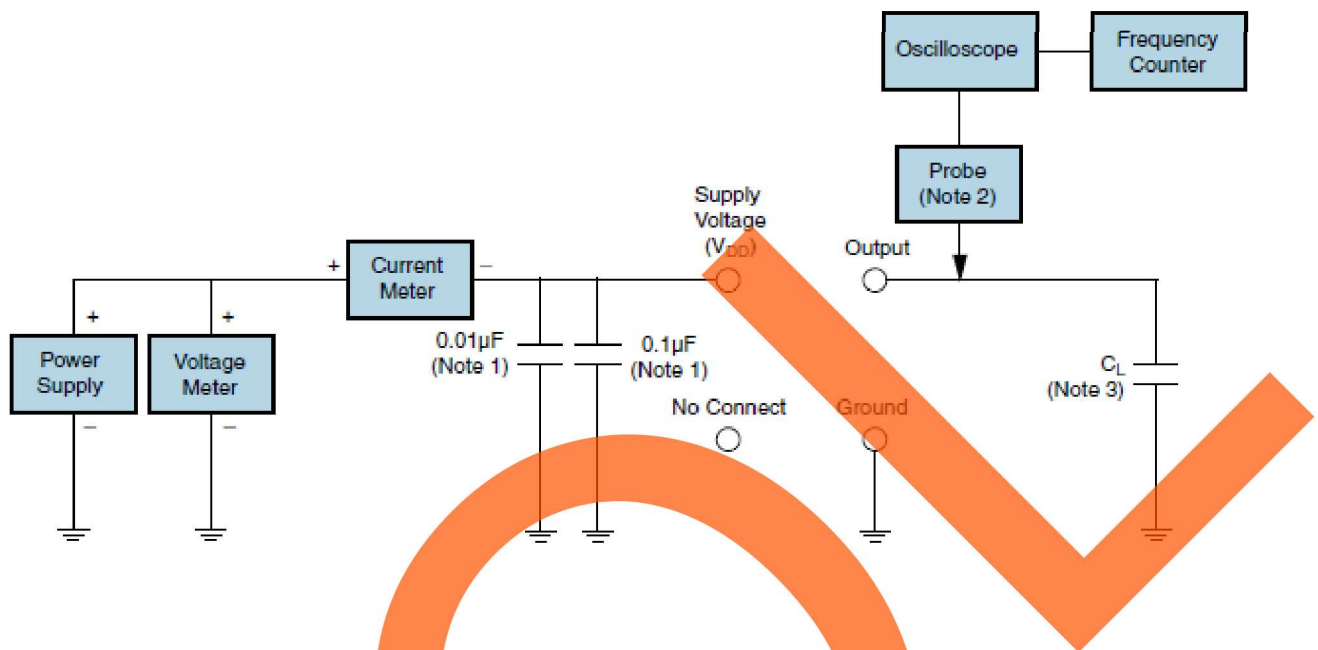 Oscilloscope
Frequency
Counter
Probe
(Note 2)
Supply
Voltage
(VDD)
Output
+
Current
Meter
–
+
Power
Supply
–
+
Voltage
Meter
–
0.01µF
(Note 1)
0.1µF
(Note 1)
CL
(Note 3)
No Connect
Ground